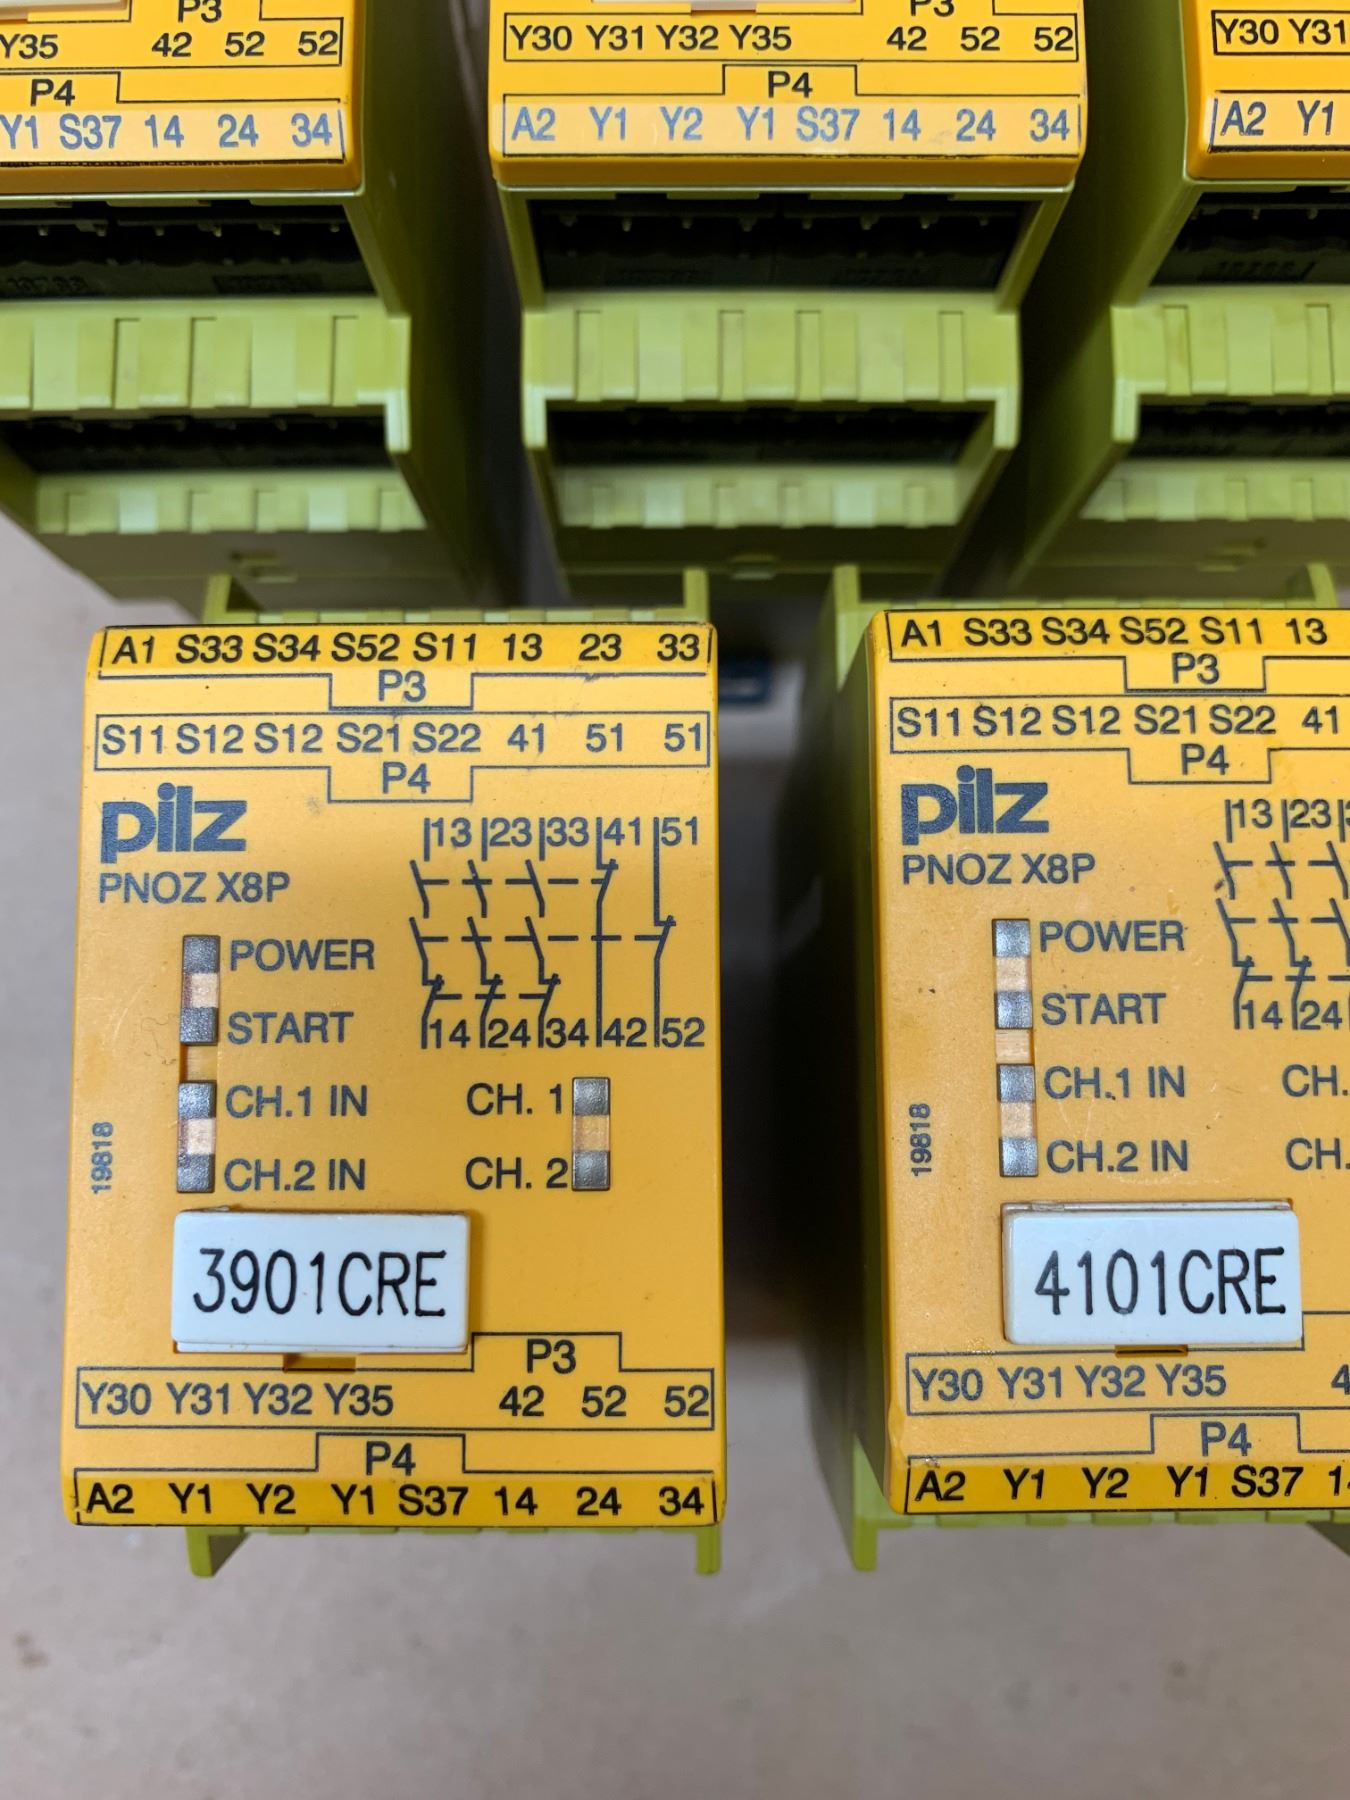 P3
Y35 42 52 52
P4
Y1 S37 14 24 34
P3
Y30 Y31 Y32 Y35 42 52 52
P4
A2 Y1 Y2 Y1 S37 14 24 34
Y30 Y31
A2 Y1
A1 S33 S34 S52 S11 13 23 33
P3
S11 S12 S12 S21 S22 41 51 51
P4
pilz
PNOZ X8P
13 23 33 41 51
14 24 34 42 52
POWER
START
CH.1 IN
CH.2 IN
CH. 1
CH. 2
19818
3901CRE
P3
Y30 Y31 Y32 Y35 42 52 52
P4
A2 Y1 Y2 Y1 S37 14 24 34
A1 S33 S34 S52 S11 13
P3
S11 S12 S12 S21 S22 41
P4
pilz
PNOZ X8P
13 23
14 24
POWER
START
CH.1 IN
CH.2 IN
CH.
CH.
19818
4101CRE
Y30 Y31 Y32 Y35 4
P4
A2 Y1 Y2 Y1 S37 14